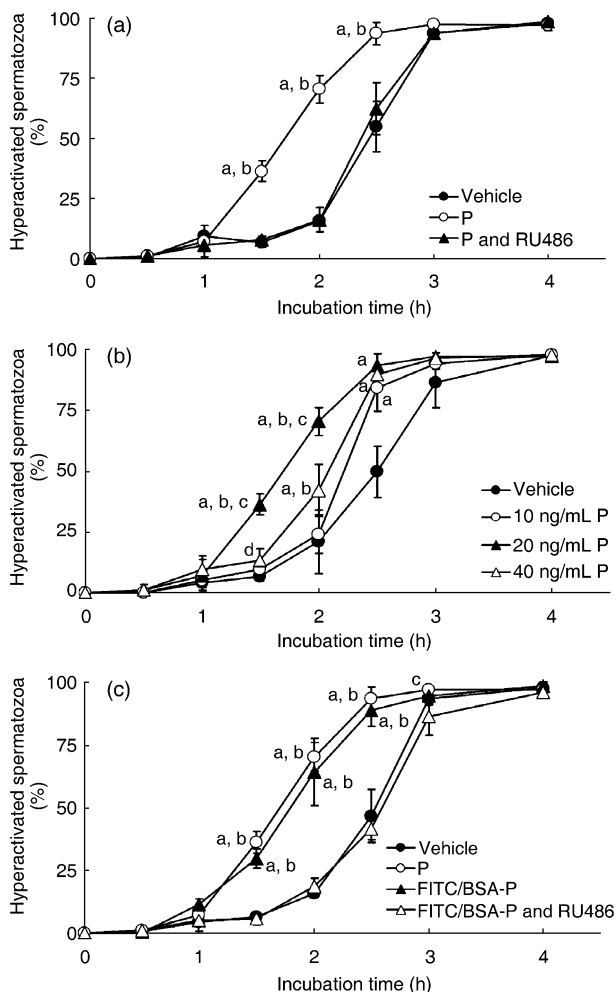 (a)
Hyperactivated spermatozoa
(%)
100
75
50
25
0
a, b
a, b
a, b
Vehicle
P
P and RU486
0 1 2 3 4
Incubation time (h)
(b)
Hyperactivated spermatozoa
(%)
100
75
50
25
0
a
a
a
a, b, c
a, b, c
a, b
d
Vehicle
10 ng/mL P
20 ng/mL P
40 ng/mL P
0 1 2 3 4
Incubation time (h)
(c)
Hyperactivated spermatozoa
(%)
100
75
50
25
0
c
a, b
a, b
a, b
a, b
a, b
a, b
Vehicle
P
FITC/BSA-P
FITC/BSA-P and RU486
0 1 2 3 4
Incubation time (h)